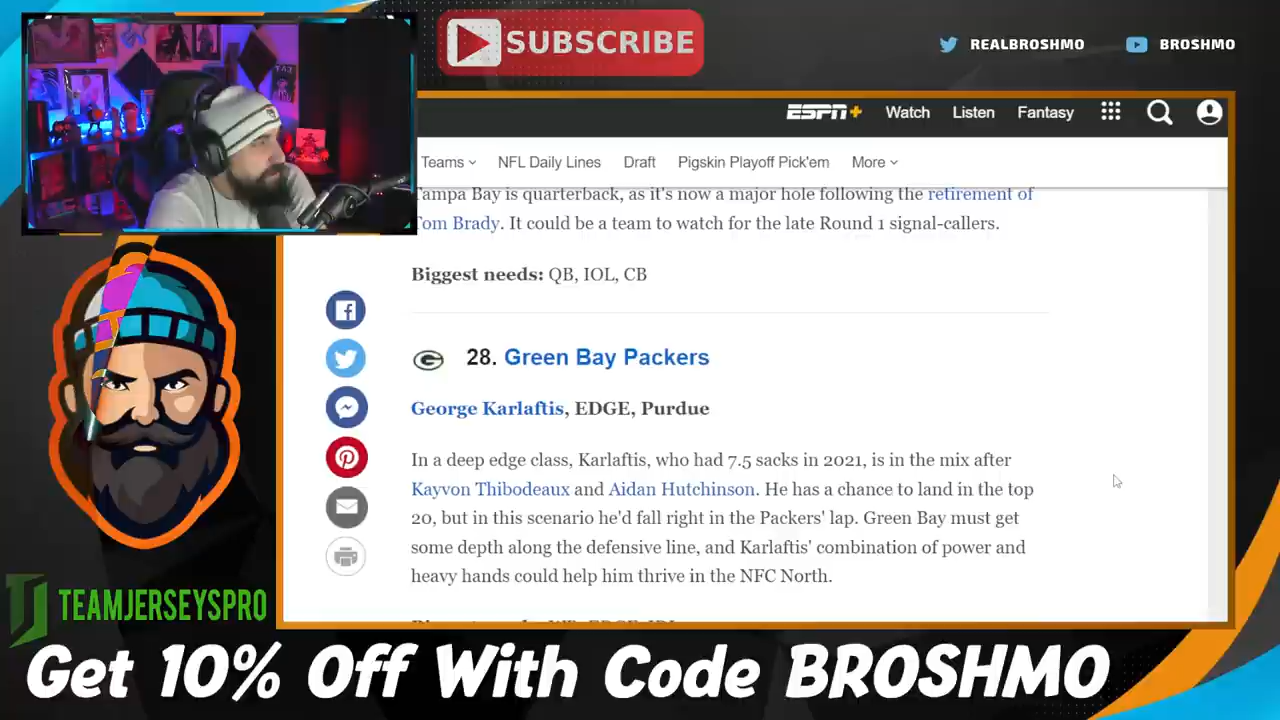 SUBSCRIBE
REALBROSHMO
BROSHMO
ESPN+
Watch
Listen
Fantasy
Teams
NFL Daily Lines
Draft
Pigskin Playoff Pick'em
More
Tampa Bay is quarterback, as it's now a major hole following the retirement of
Tom Brady. It could be a team to watch for the late Round 1 signal-callers.
Biggest needs: QB, IOL, CB
28. Green Bay Packers
George Karlaftis, EDGE, Purdue
In a deep edge class, Karlaftis, who had 7.5 sacks in 2021, is in the mix after
Kayvon Thibodeaux and Aidan Hutchinson. He has a chance to land in the top
20, but in this scenario he'd fall right in the Packers' lap. Green Bay must get
some depth along the defensive line, and Karlaftis' combination of power and
heavy hands could help him thrive in the NFC North.
TEAMJERSEYSPRO
Get 10% Off With Code BROSHMO